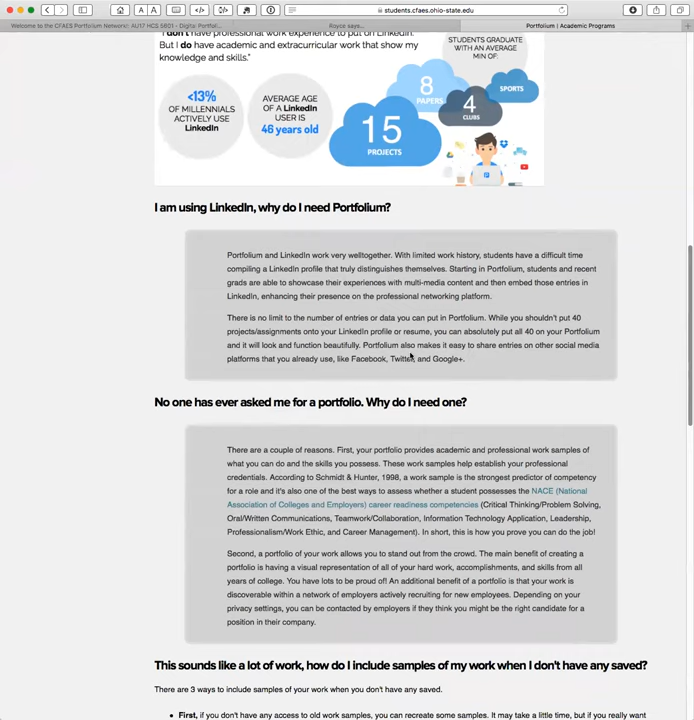 students.cfaes.ohio-state.edu
Welcome to the CFAES Portfolium Network!: AU17 HCS 5801 - Digital Portfol...
Royce says...
Portfolium | Academic Programs
"I don't have professional work experience to put on LinkedIn.
But I do have academic and extracurricular work that show my
knowledge and skills."
STUDENTS GRADUATE
WITH AN AVERAGE
MIN OF:
<13%
OF MILLENNIALS
ACTIVELY USE
LinkedIn
AVERAGE AGE
OF A LinkedIn
USER IS
46 years old
8
PAPERS
SPORTS
4
CLUBS
15
PROJECTS
I am using LinkedIn, why do I need Portfolium?
Portfolium and LinkedIn work very welltogether. With limited work history, students have a difficult time
compiling a LinkedIn profile that truly distinguishes themselves. Starting in Portfolium, students and recent
grads are able to showcase their experiences with multi-media content and then embed those entries in
LinkedIn, enhancing their presence on the professional networking platform.
There is no limit to the number of entries or data you can put in Portfolium. While you shouldn't put 40
projects/assignments onto your LinkedIn profile or resume, you can absolutely put all 40 on your Portfolium
and it will look and function beautifully. Portfolium also makes it easy to share entries on other social media
platforms that you already use, like Facebook, Twitter, and Google+.
No one has ever asked me for a portfolio. Why do I need one?
There are a couple of reasons. First, your portfolio provides academic and professional work samples of
what you can do and the skills you possess. These work samples help establish your professional
credentials. According to Schmidt & Hunter, 1998, a work sample is the strongest predictor of competency
for a role and it's also one of the best ways to assess whether a student possesses the NACE (National
Association of Colleges and Employers) career readiness competencies (Critical Thinking/Problem Solving,
Oral/Written Communications, Teamwork/Collaboration, Information Technology Application, Leadership,
Professionalism/Work Ethic, and Career Management). In short, this is how you prove you can do the job!
Second, a portfolio of your work allows you to stand out from the crowd. The main benefit of creating a
portfolio is having a visual representation of all of your hard work, accomplishments, and skills from all
years of college. You have lots to be proud of! An additional benefit of a portfolio is that your work is
discoverable within a network of employers actively recruiting for new employees. Depending on your
privacy settings, you can be contacted by employers if they think you might be the right candidate for a
position in their company.
This sounds like a lot of work, how do I include samples of my work when I don't have any saved?
There are 3 ways to include samples of your work when you don't have any saved.
• First, if you don't have any access to old work samples, you can recreate some samples. It may take a little time, but if you really want